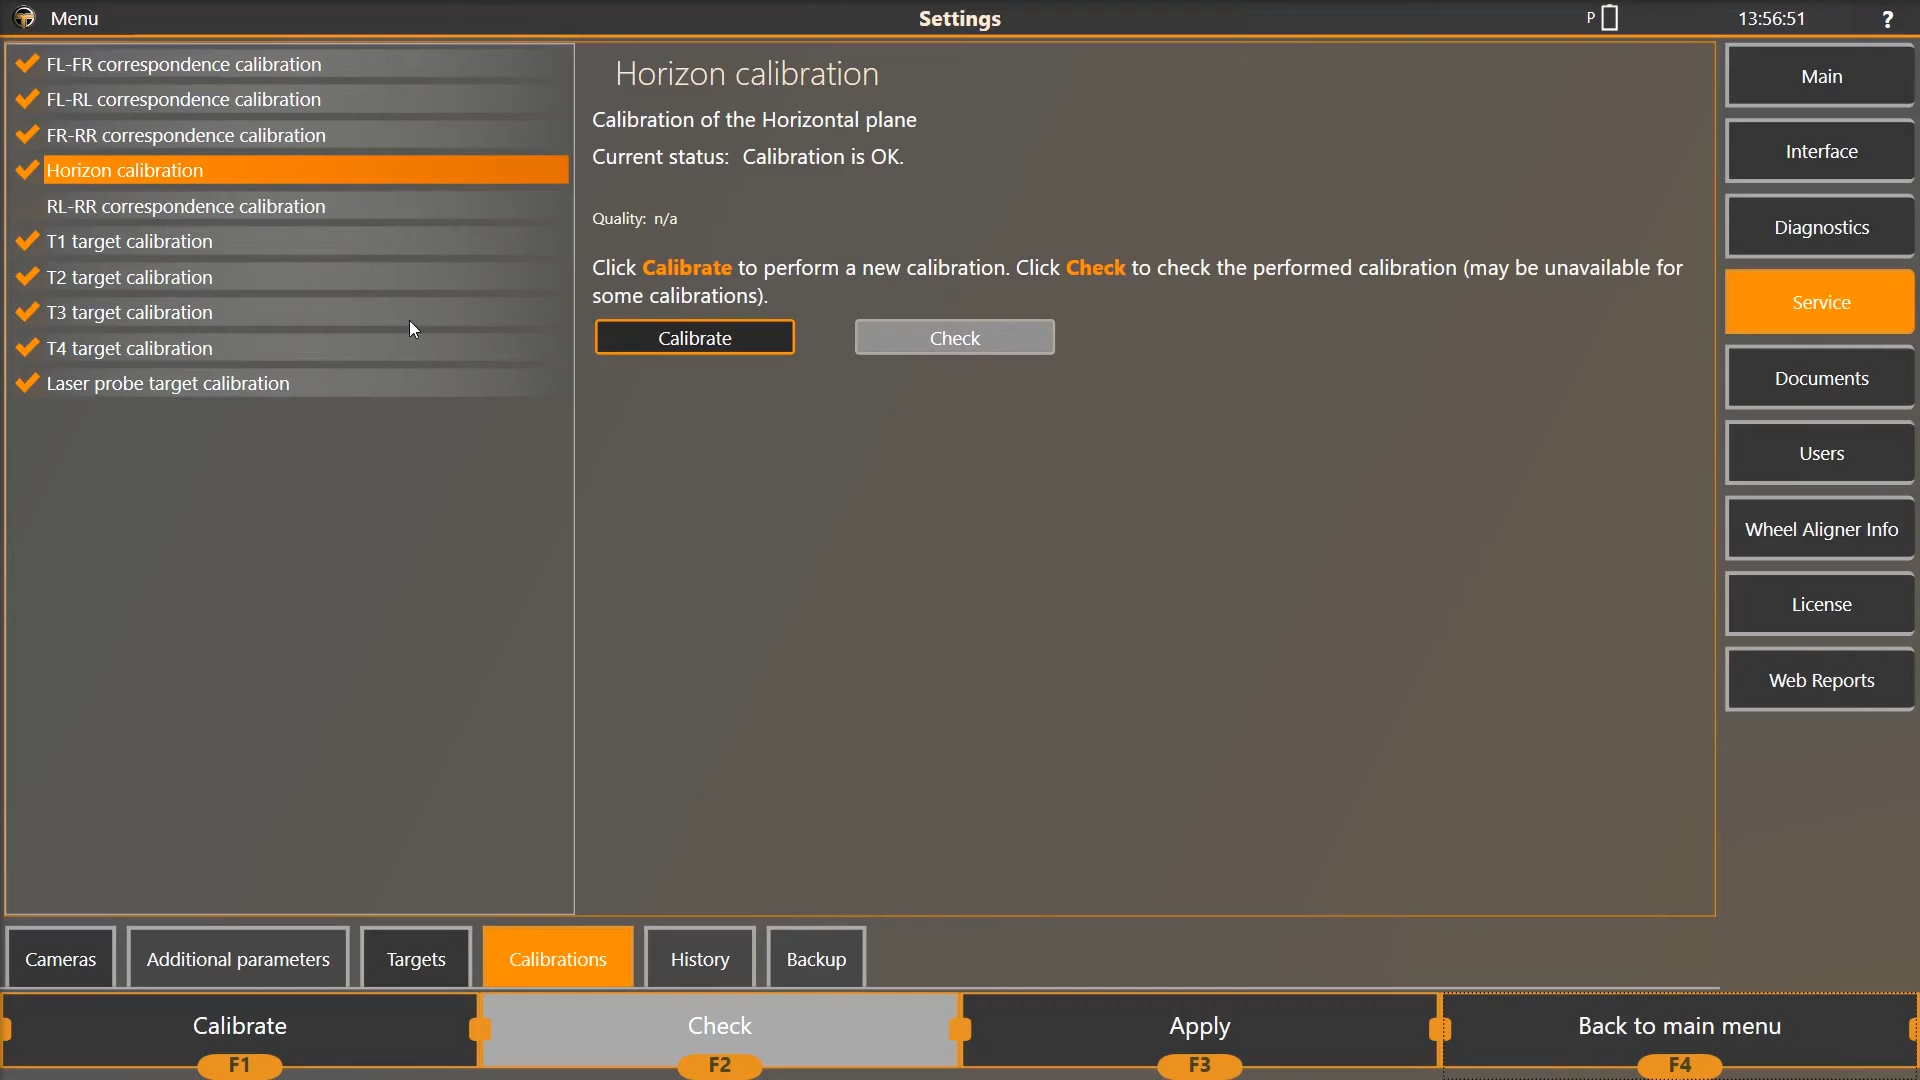 Menu
Settings
P
13:56:51
?
FL-FR correspondence calibration
FL-RL correspondence calibration
FR-RR correspondence calibration
Horizon calibration
RL-RR correspondence calibration
T1 target calibration
T2 target calibration
T3 target calibration
T4 target calibration
Laser probe target calibration
Horizon calibration
Calibration of the Horizontal plane
Current status: Calibration is OK.
Quality: n/a
Click Calibrate to perform a new calibration. Click Check to check the performed calibration (may be unavailable for
some calibrations).
Calibrate
Check
Main
Interface
Diagnostics
Service
Documents
Users
Wheel Aligner Info
License
Web Reports
Cameras
Additional parameters
Targets
Calibrations
History
Backup
Calibrate
F1
Check
F2
Apply
F3
Back to main menu
F4